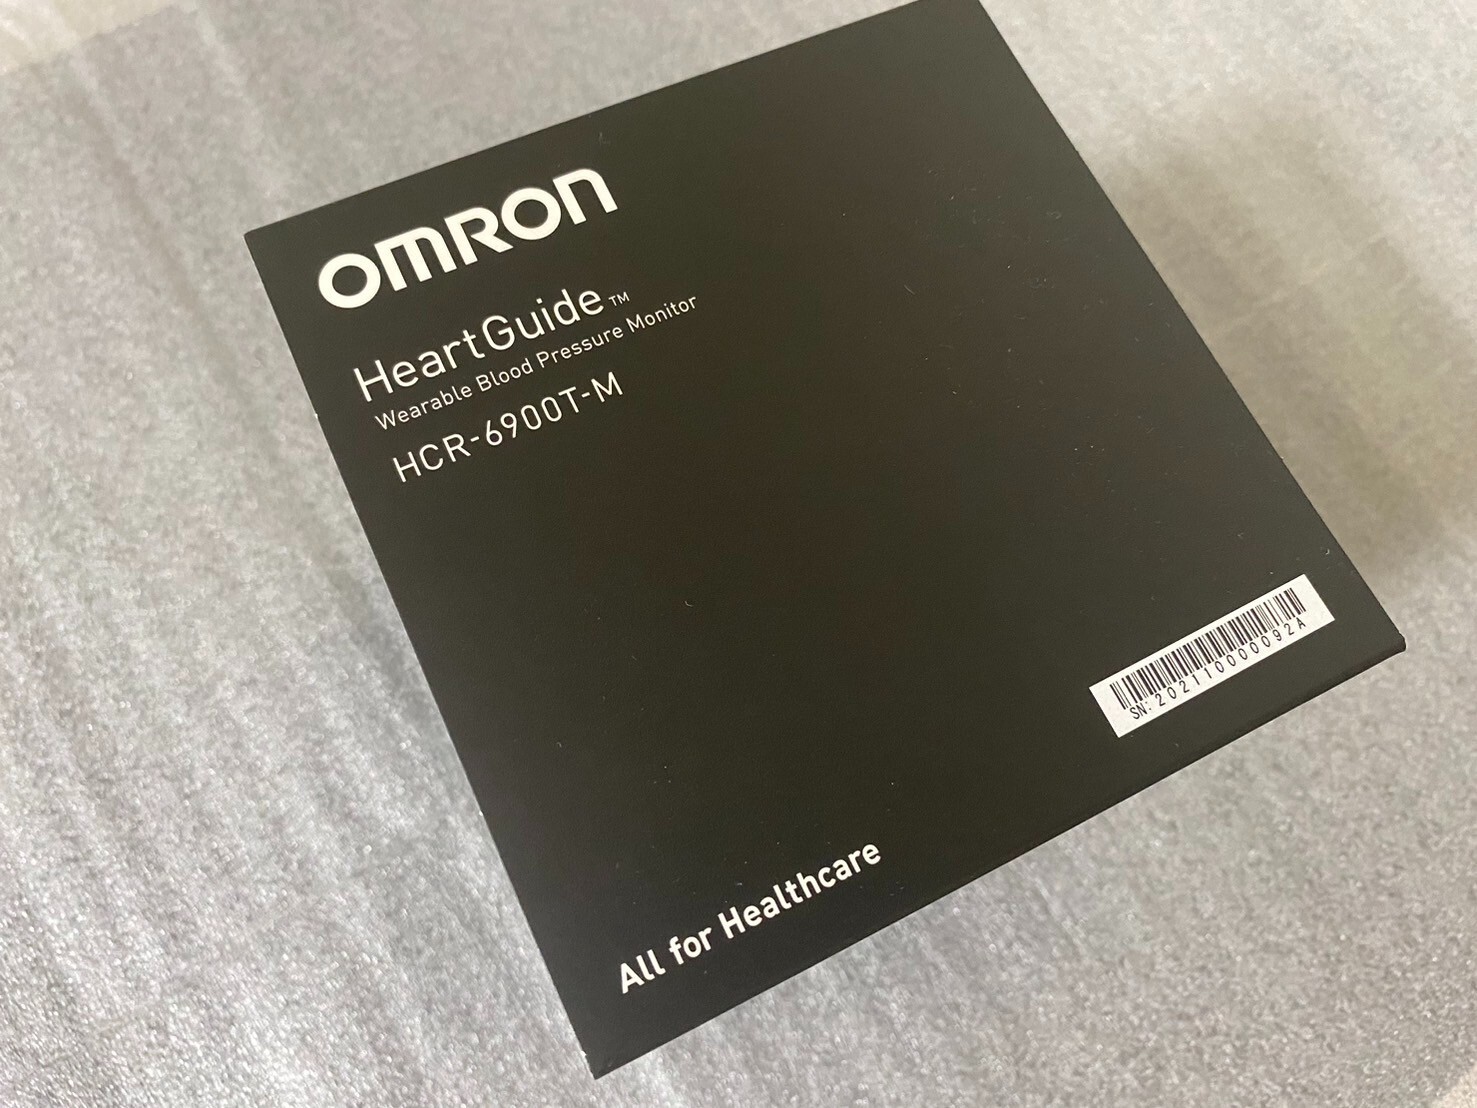 OMRON
HeartGuide™
Wearable Blood Pressure Monitor
HCR-6900T-M
SN: 202110000092A
All for Healthcare